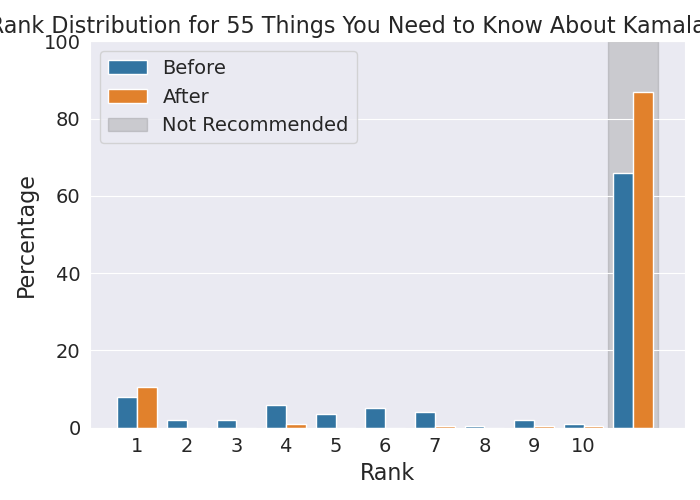 Rank Distribution for 55 Things You Need to Know About Kamala
Before
After
Not Recommended
Percentage
100
80
60
40
20
0
1 2 3 4 5 6 7 8 9 10
Rank